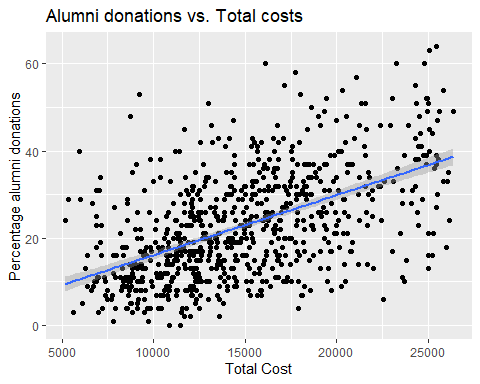 Alumni donations vs. Total costs
Percentage alumni donations
60
40
20
0
5000 10000 15000 20000 25000
Total Cost